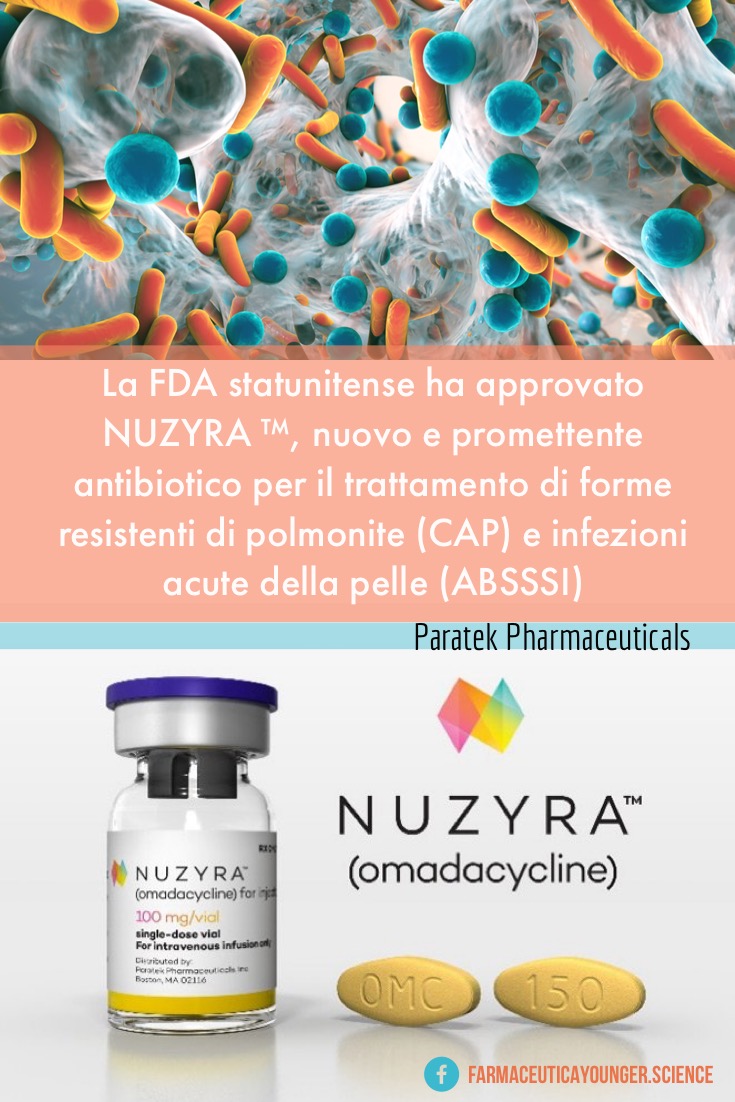 La FDA statunitense ha approvato
NUZYRA ™, nuovo e promettente
antibiotico per il trattamento di forme
resistenti di polmonite (CAP) e infezioni
acute della pelle (ABSSSI)
Paratek Pharmaceuticals
NUZYRA™
(omadacycline)
NUZYRA™
(omadacycline) for
100 mg/vial
single-dose vial
For intravenous infusion only
Distributed by:
Paratek Pharmaceuticals, Inc.
Boston, MA 02116
OMC
150
f FARMACEUTICAYOUNGER.SCIENCE